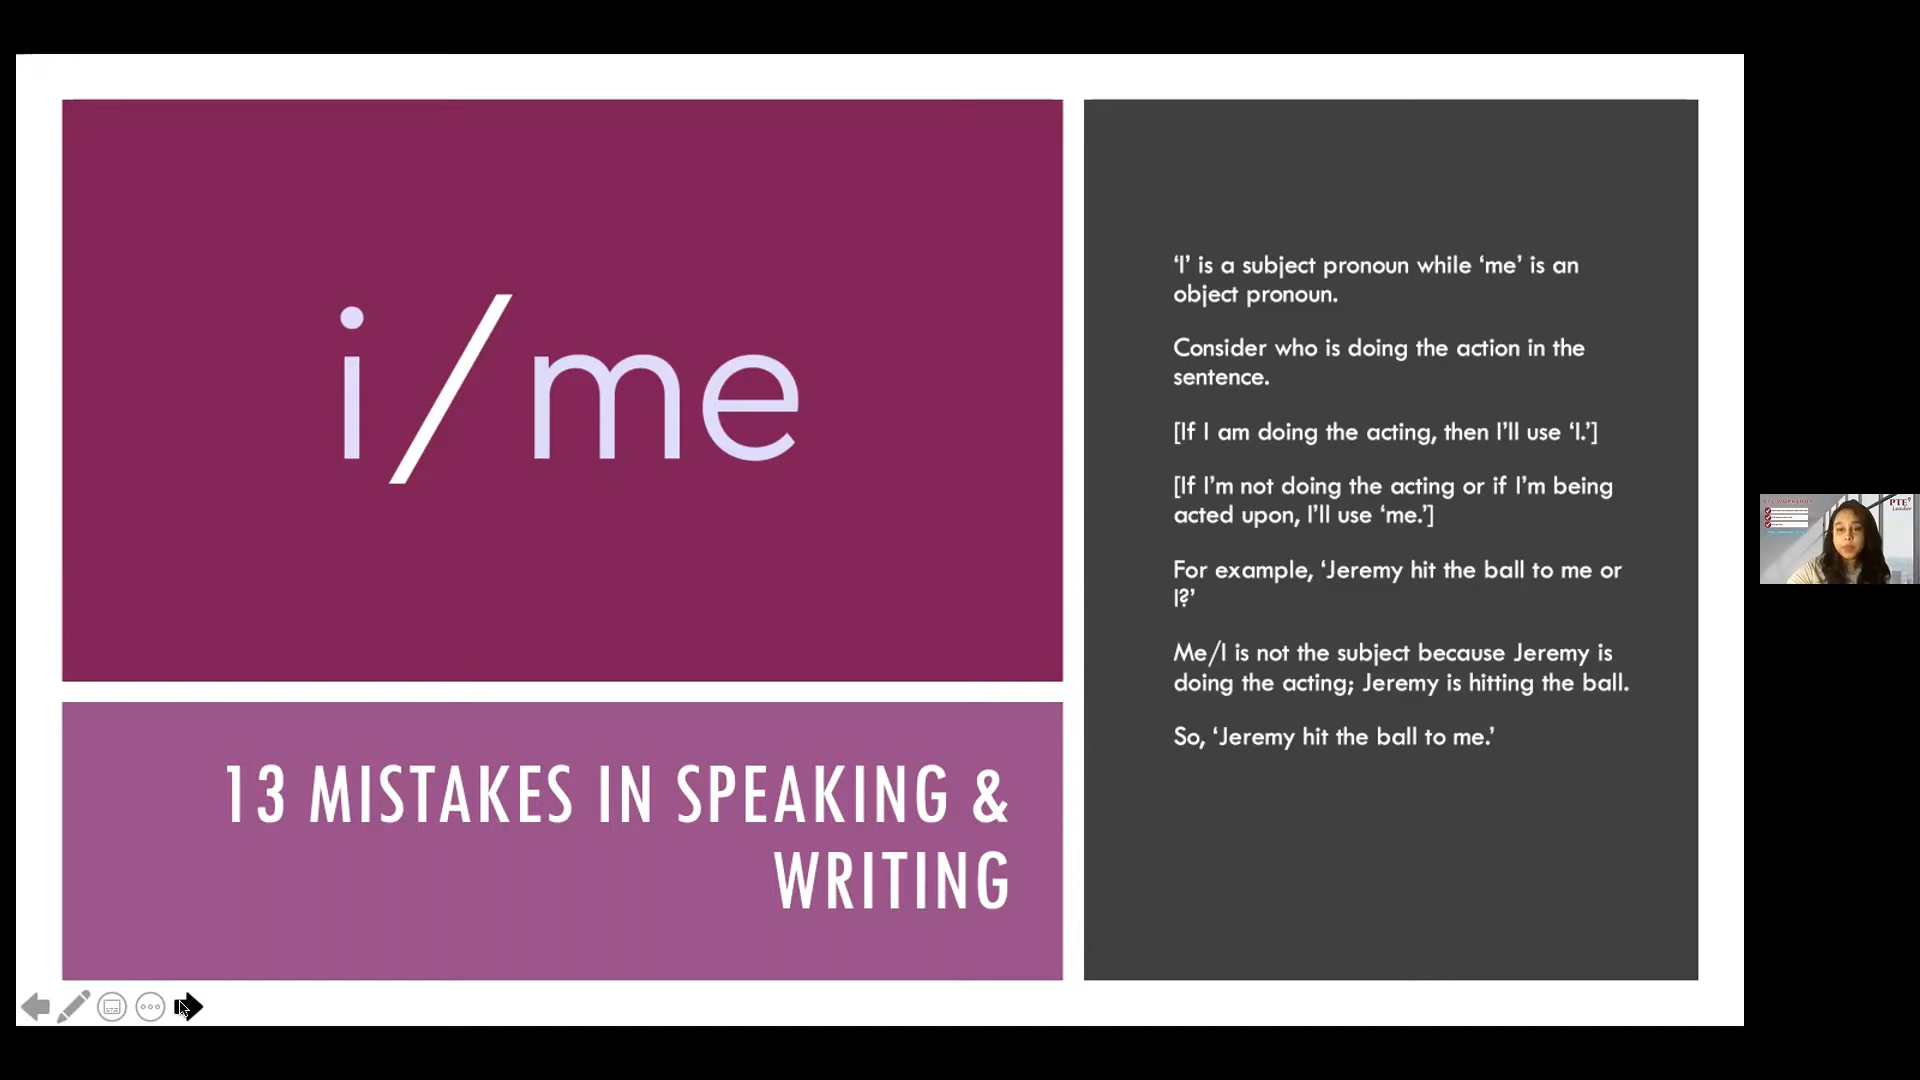 i/me
13 MISTAKES IN SPEAKING &
WRITING
‘I’ is a subject pronoun while ‘me’ is an
object pronoun.
Consider who is doing the action in the
sentence.
[If I am doing the acting, then I’ll use ‘I.’]
[If I’m not doing the acting or if I’m being
acted upon, I’ll use ‘me.’]
For example, ‘Jeremy hit the ball to me or
I?’
Me/I is not the subject because Jeremy is
doing the acting; Jeremy is hitting the ball.
So, ‘Jeremy hit the ball to me.’
PTE WORKSHOP
PTE
Leader